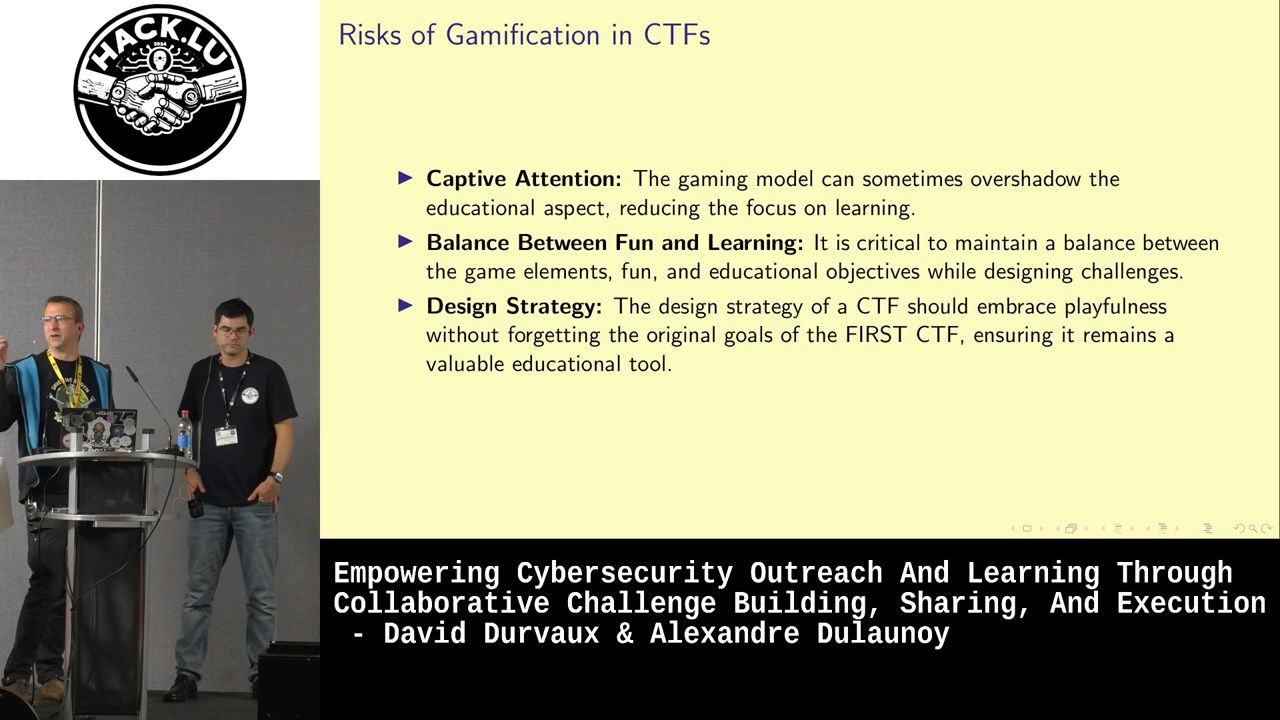 HACK.LU
2024
Risks of Gamification in CTFs
Captive Attention: The gaming model can sometimes overshadow the
educational aspect, reducing the focus on learning.
Balance Between Fun and Learning: It is critical to maintain a balance between
the game elements, fun, and educational objectives while designing challenges.
Design Strategy: The design strategy of a CTF should embrace playfulness
without forgetting the original goals of the FIRST CTF, ensuring it remains a
valuable educational tool.
Empowering Cybersecurity Outreach And Learning Through
Collaborative Challenge Building, Sharing, And Execution
- David Durvaux & Alexandre Dulaunoy